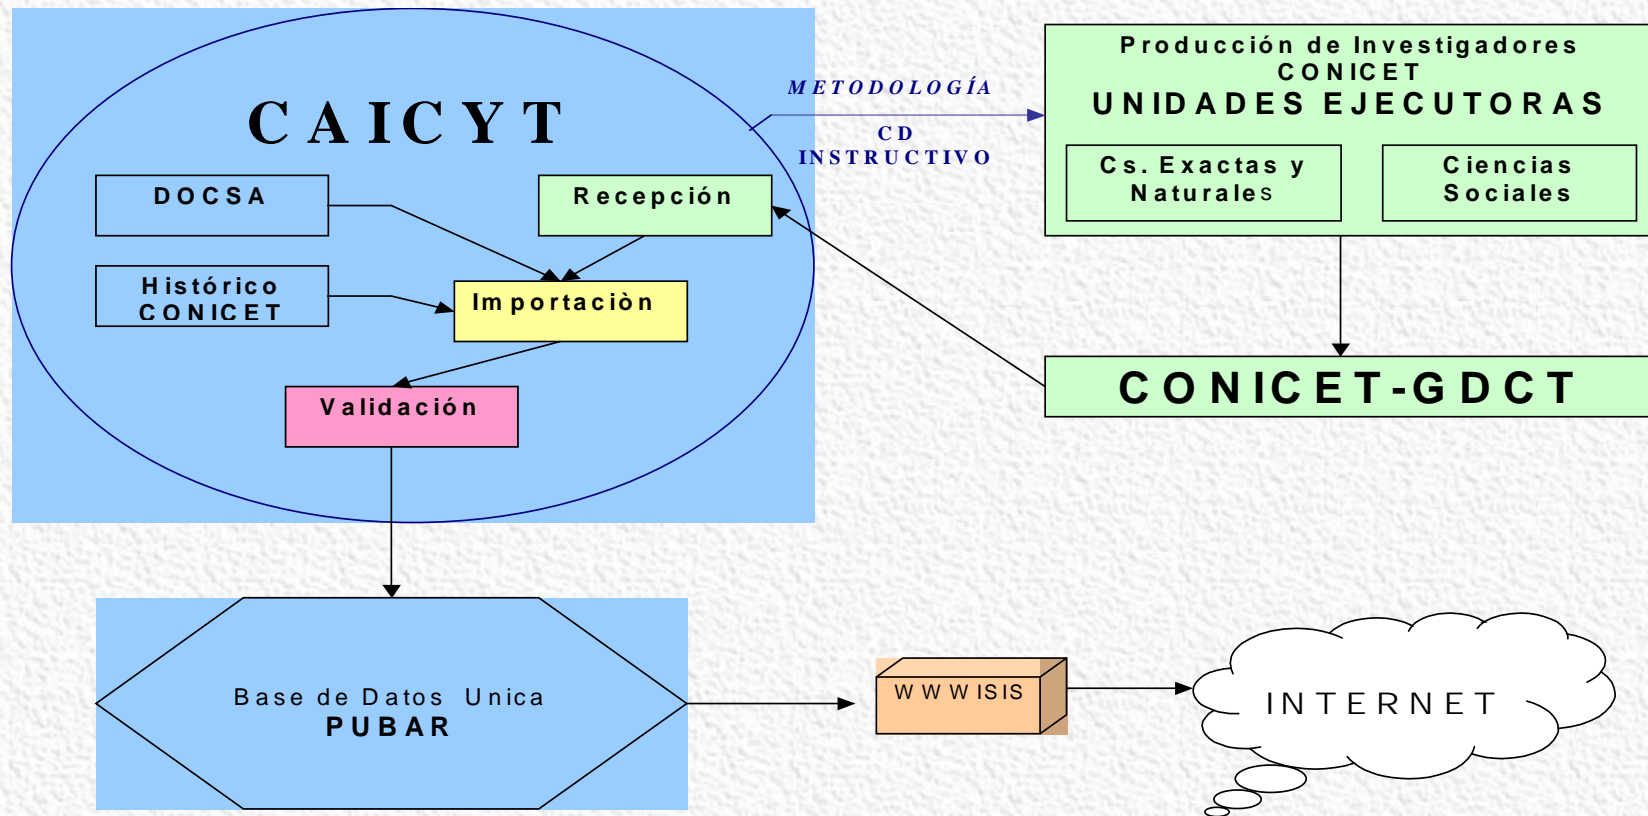 CAICYT
DOCSA
Recepción
Histórico
CONICET
Importaciòn
Validación
METODOLOGÍA
CD
INSTRUCTIVO
Producción de Investigadores
CONICET
UNIDADES EJECUTORAS
Cs. Exactas y
Naturales
Ciencias
Sociales
CONICET-GDCT
Base de Datos Unica
PUBAR
WWWISIS
INTERNET